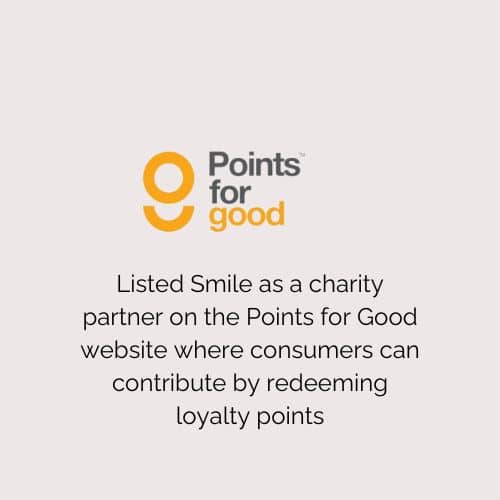 Points™
for
good
Listed Smile as a charity
partner on the Points for Good
website where consumers can
contribute by redeeming
loyalty points